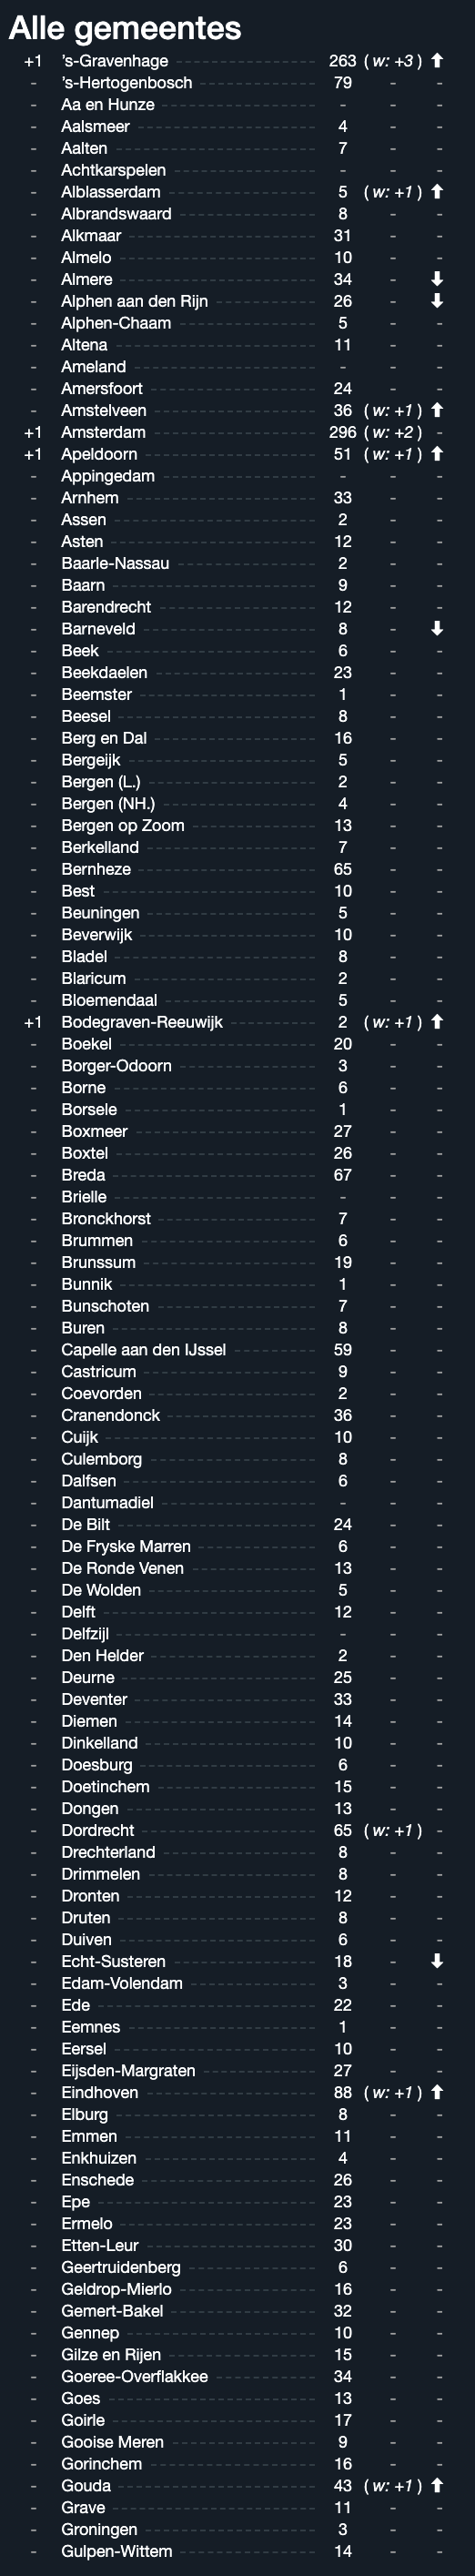 Alle gemeentes
+1 's-Gravenhage 263 ( w: +3 ) ⬆
- 's-Hertogenbosch 79 - -
- Aa en Hunze - - -
- Aalsmeer 4 - -
- Aalten 7 - -
- Achtkarspelen - - -
- Alblasserdam 5 ( w: +1 ) ⬆
- Albrandswaard 8 - -
- Alkmaar 31 - -
- Almelo 10 - -
- Almere 34 - ⬇
- Alphen aan den Rijn 26 - ⬇
- Alphen-Chaam 5 - -
- Altena 11 - -
- Ameland - - -
- Amersfoort 24 - -
- Amstelveen 36 ( w: +1 ) ⬆
+1 Amsterdam 296 ( w: +2 ) -
+1 Apeldoorn 51 ( w: +1 ) ⬆
- Appingedam - - -
- Arnhem 33 - -
- Assen 2 - -
- Asten 12 - -
- Baarle-Nassau 2 - -
- Baarn 9 - -
- Barendrecht 12 - -
- Barneveld 8 - ⬇
- Beek 6 - -
- Beekdaelen 23 - -
- Beemster 1 - -
- Beesel 8 - -
- Berg en Dal 16 - -
- Bergeijk 5 - -
- Bergen (L.) 2 - -
- Bergen (NH.) 4 - -
- Bergen op Zoom 13 - -
- Berkelland 7 - -
- Bernheze 65 - -
- Best 10 - -
- Beuningen 5 - -
- Beverwijk 10 - -
- Bladel 8 - -
- Blaricum 2 - -
- Bloemendaal 5 - -
+1 Bodegraven-Reeuwijk 2 ( w: +1 ) ⬆
- Boekel 20 - -
- Borger-Odoorn 3 - -
- Borne 6 - -
- Borsele 1 - -
- Boxmeer 27 - -
- Boxtel 26 - -
- Breda 67 - -
- Brielle - - -
- Bronckhorst 7 - -
- Brummen 6 - -
- Brunssum 19 - -
- Bunnik 1 - -
- Bunschoten 7 - -
- Buren 8 - -
- Capelle aan den IJssel 59 - -
- Castricum 9 - -
- Coevorden 2 - -
- Cranendonck 36 - -
- Cuijk 10 - -
- Culemborg 8 - -
- Dalfsen 6 - -
- Dantumadiel - - -
- De Bilt 24 - -
- De Fryske Marren 6 - -
- De Ronde Venen 13 - -
- De Wolden 5 - -
- Delft 12 - -
- Delfzijl - - -
- Den Helder 2 - -
- Deurne 25 - -
- Deventer 33 - -
- Diemen 14 - -
- Dinkelland 10 - -
- Doesburg 6 - -
- Doetinchem 15 - -
- Dongen 13 - -
- Dordrecht 65 ( w: +1 ) -
- Drechterland 8 - -
- Drimmelen 8 - -
- Dronten 12 - -
- Druten 8 - -
- Duiven 6 - -
- Echt-Susteren 18 - ⬇
- Edam-Volendam 3 - -
- Ede 22 - -
- Eemnes 1 - -
- Eersel 10 - -
- Eijsden-Margraten 27 - -
- Eindhoven 88 ( w: +1 ) ⬆
- Elburg 8 - -
- Emmen 11 - -
- Enkhuizen 4 - -
- Enschede 26 - -
- Epe 23 - -
- Ermelo 23 - -
- Etten-Leur 30 - -
- Geertruidenberg 6 - -
- Geldrop-Mierlo 16 - -
- Gemert-Bakel 32 - -
- Gennep 10 - -
- Gilze en Rijen 15 - -
- Goeree-Overflakkee 34 - -
- Goes 13 - -
- Goirle 17 - -
- Gooise Meren 9 - -
- Gorinchem 16 - -
- Gouda 43 ( w: +1 ) ⬆
- Grave 11 - -
- Groningen 3 - -
- Gulpen-Wittem 14 - -